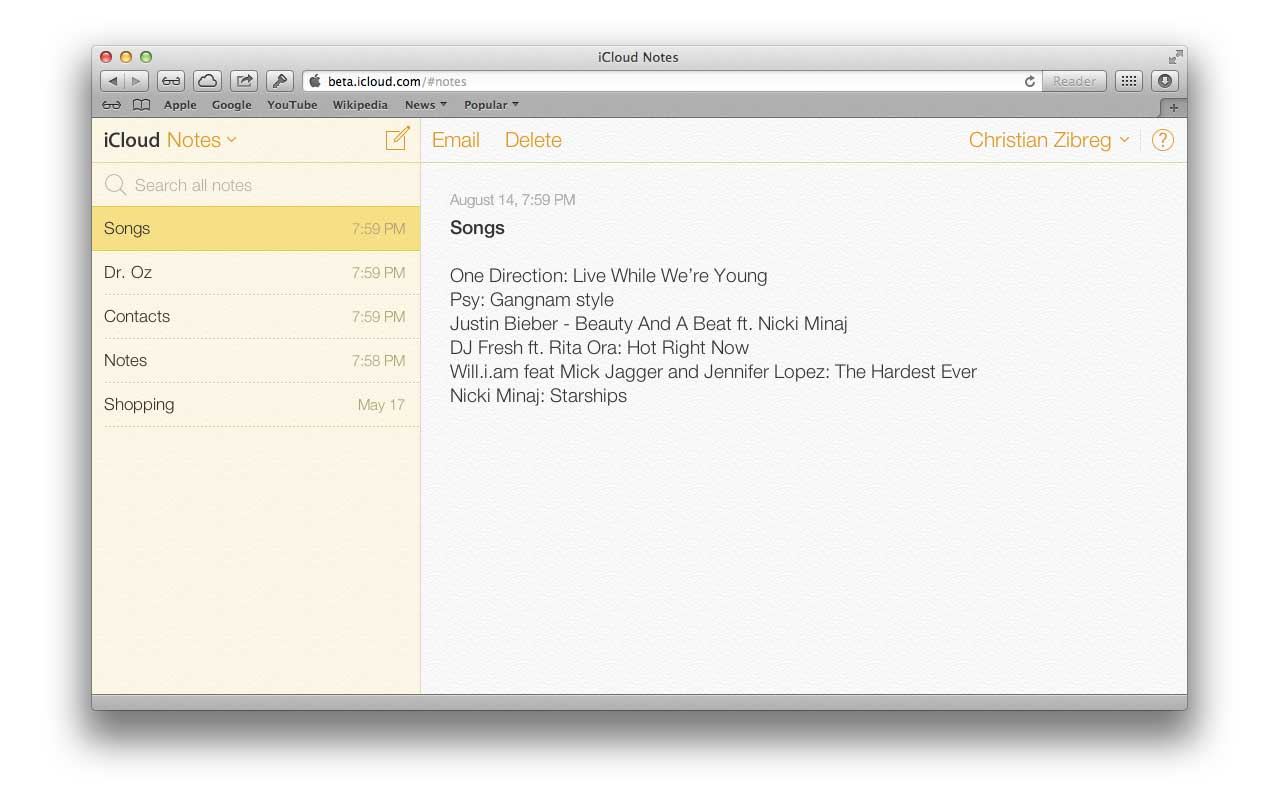 iCloud Notes
beta.icloud.com/#notes
Reader
Apple Google YouTube Wikipedia News Popular
iCloud Notes
Email Delete
Christian Zibreg
?
Search all notes
Songs 7:59 PM
Dr. Oz 7:59 PM
Contacts 7:59 PM
Notes 7:58 PM
Shopping May 17
August 14, 7:59 PM
Songs
One Direction: Live While We’re Young
Psy: Gangnam style
Justin Bieber - Beauty And A Beat ft. Nicki Minaj
DJ Fresh ft. Rita Ora: Hot Right Now
Will.i.am feat Mick Jagger and Jennifer Lopez: The Hardest Ever
Nicki Minaj: Starships